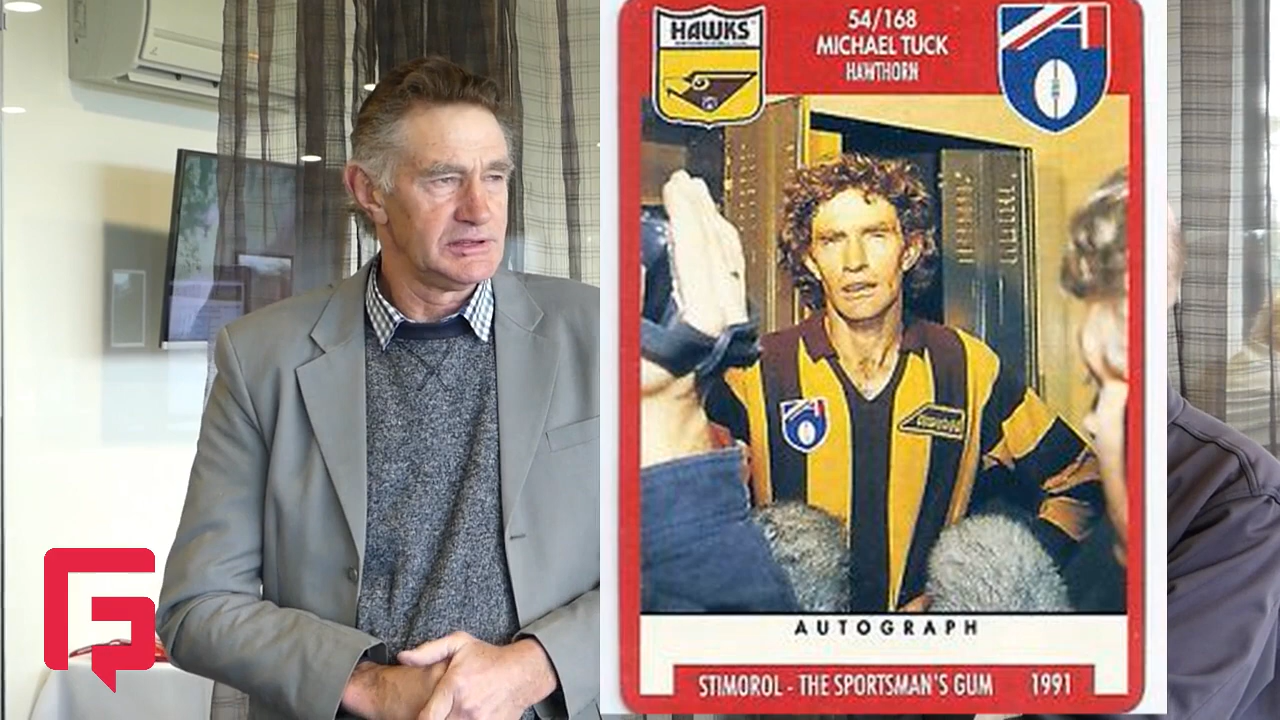 HAWKS
54/168
MICHAEL TUCK
HAWTHORN
AUTOGRAPH
STIMOROL - THE SPORTSMAN'S GUM 1991